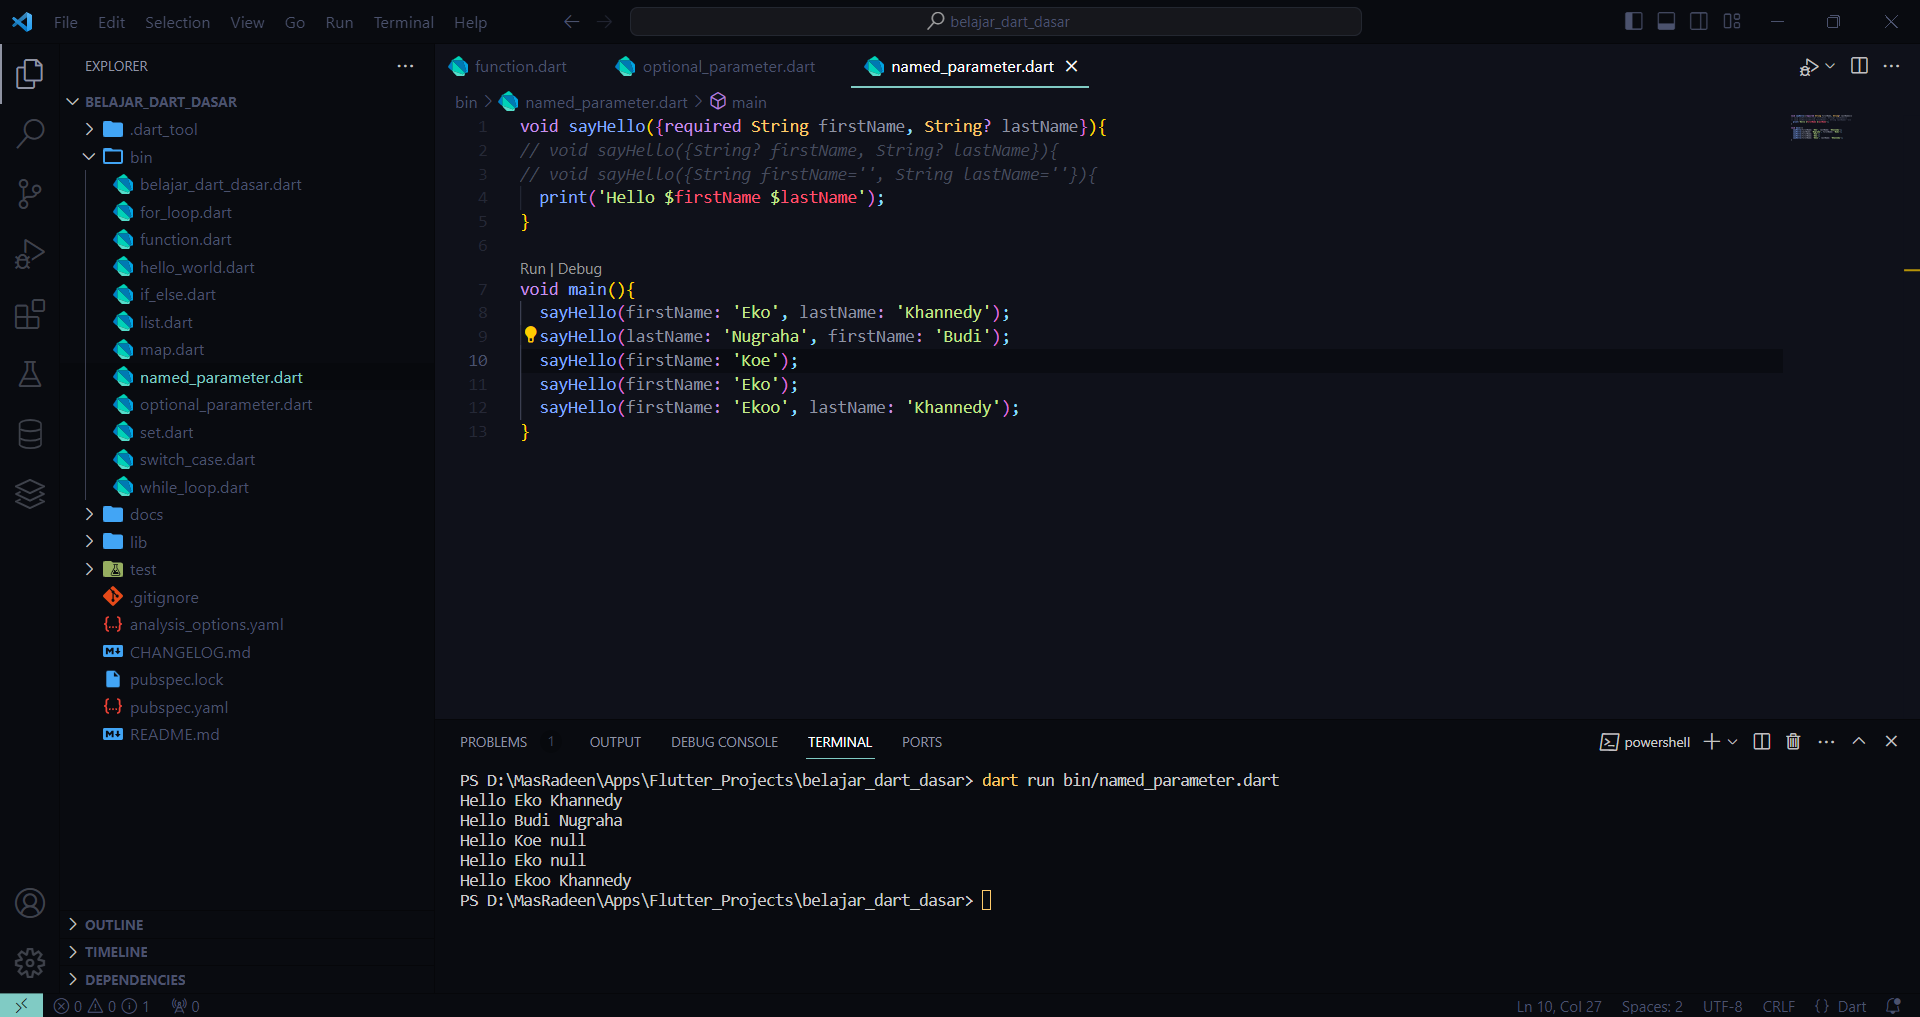 File Edit Selection View Go Run Terminal Help
belajar_dart_dasar
EXPLORER
BELAJAR_DART_DASAR
.dart_tool
bin
belajar_dart_dasar.dart
for_loop.dart
function.dart
hello_world.dart
if_else.dart
list.dart
map.dart
named_parameter.dart
optional_parameter.dart
set.dart
switch_case.dart
while_loop.dart
docs
lib
test
.gitignore
analysis_options.yaml
CHANGELOG.md
pubspec.lock
pubspec.yaml
README.md
OUTLINE
TIMELINE
DEPENDENCIES
function.dart optional_parameter.dart named_parameter.dart
bin > named_parameter.dart > main
1 void sayHello({required String firstName, String? lastName}){
2 // void sayHello({String? firstName, String? lastName}){
3 // void sayHello({String firstName='', String lastName=''}){
4 print('Hello $firstName $lastName');
5 }
6
Run | Debug
7 void main(){
8 sayHello(firstName: 'Eko', lastName: 'Khannedy');
9 sayHello(lastName: 'Nugraha', firstName: 'Budi');
10 sayHello(firstName: 'Koe');
11 sayHello(firstName: 'Eko');
12 sayHello(firstName: 'Ekoo', lastName: 'Khannedy');
13 }
PROBLEMS 1 OUTPUT DEBUG CONSOLE TERMINAL PORTS
powershell
PS D:\MasRadeen\Apps\Flutter_Projects\belajar_dart_dasar> dart run bin/named_parameter.dart
Hello Eko Khannedy
Hello Budi Nugraha
Hello Koe null
Hello Eko null
Hello Ekoo Khannedy
PS D:\MasRadeen\Apps\Flutter_Projects\belajar_dart_dasar>
0 0 1 0
Ln 10, Col 27 Spaces: 2 UTF-8 CRLF {} Dart